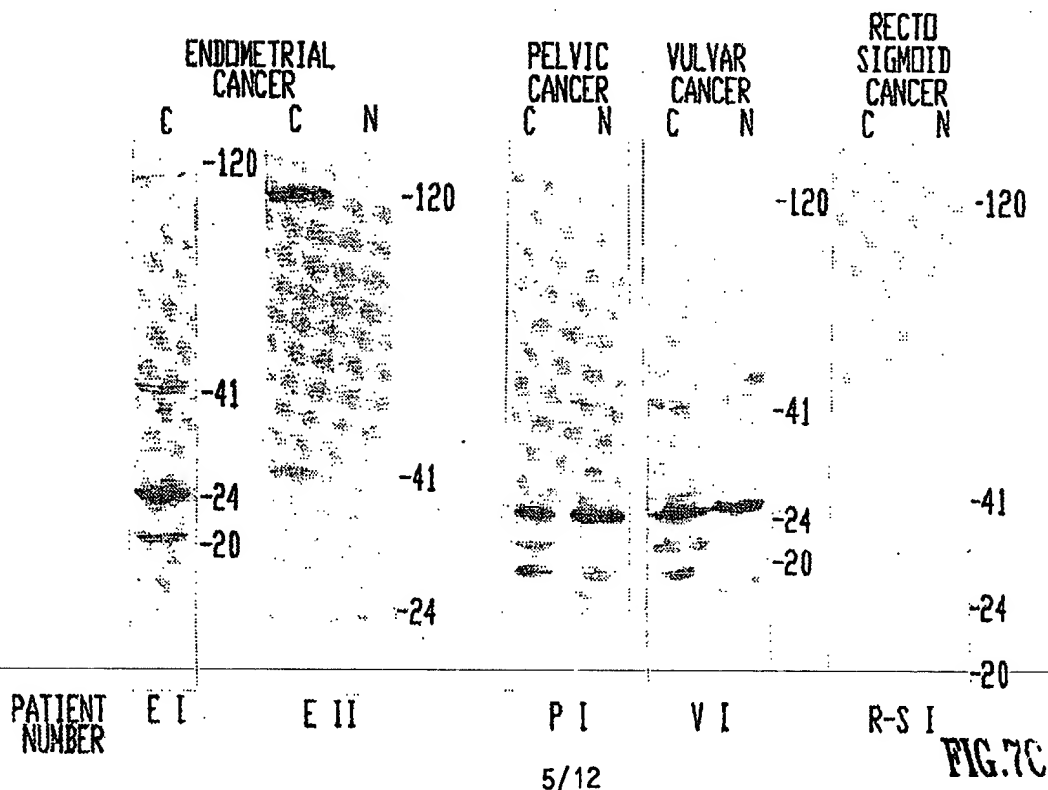 ENDOMETRIAL
CANCER
C
C N
PELVIC
CANCER
C N
VULVAR
CANCER
C N
RECTO
SIGMOID
CANCER
C N
-120
-41
-24
-20
-120
-41
-24
-120
-41
-24
-20
-120
-41
-24
-20
PATIENT
NUMBER
E I
E II
P I
V I
R-S I
FIG.7C
5/12